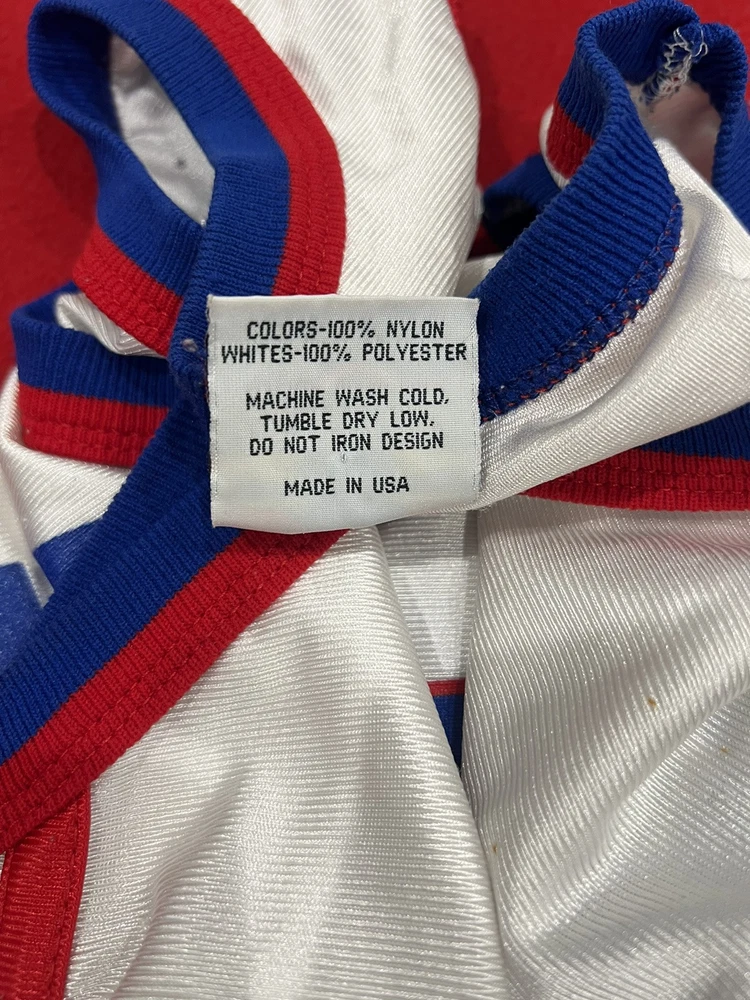 COLORS-100% NYLON
WHITES-100% POLYESTER
MACHINE WASH COLD,
TUMBLE DRY LOW.
DO NOT IRON DESIGN
MADE IN USA